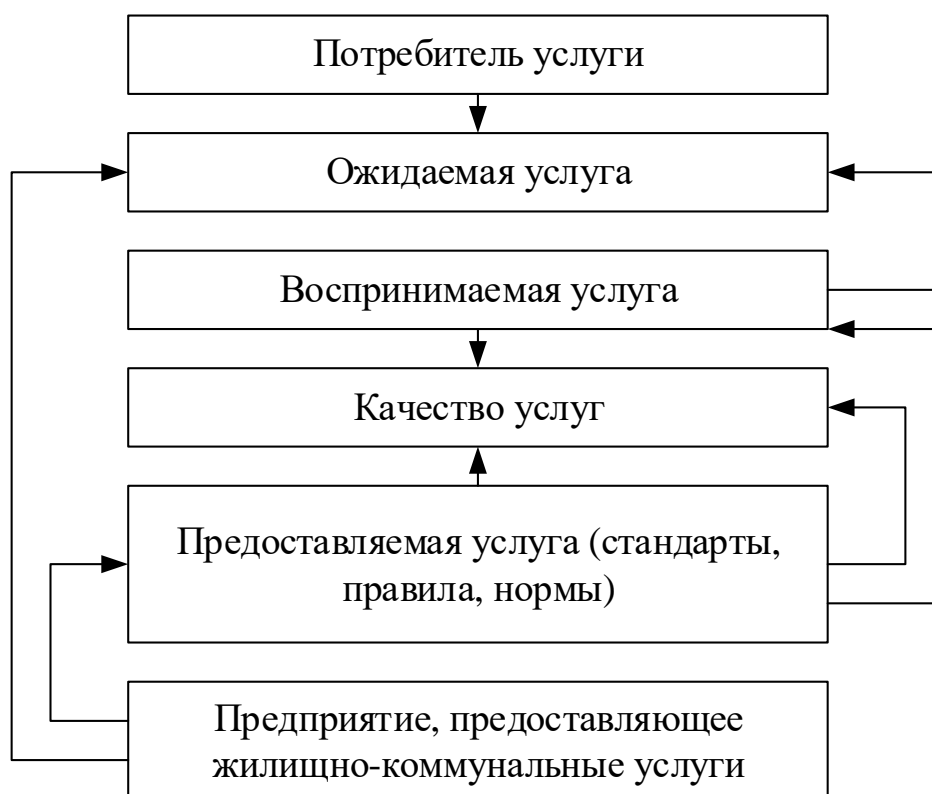 Потребитель услуги
Ожидаемая услуга
Воспринимаемая услуга
Качество услуг
Предоставляемая услуга (стандарты,
правила, нормы)
Предприятие, предоставляющее
жилищно-коммунальные услуги